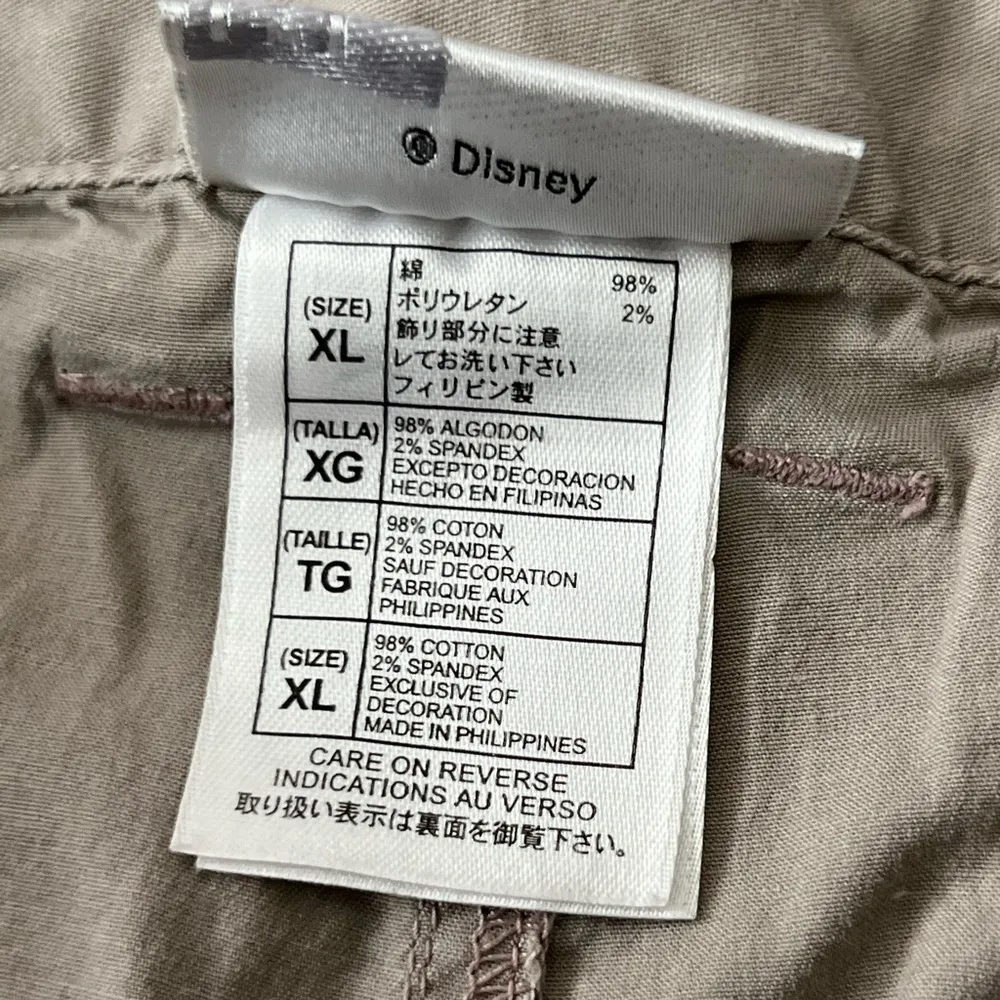 © Disney
(SIZE)
XL
綿 98%
ポリウレタン 2%
飾り部分に注意
レてお洗い下さい
フィリピン製
(TALLA)
XG
98% ALGODON
2% SPANDEX
EXCEPTO DECORACION
HECHO EN FILIPINAS
(TAILLE)
TG
98% COTON
2% SPANDEX
SAUF DECORATION
FABRIQUE AUX
PHILIPPINES
(SIZE)
XL
98% COTTON
2% SPANDEX
EXCLUSIVE OF
DECORATION
MADE IN PHILIPPINES
CARE ON REVERSE
INDICATIONS AU VERSO
取り扱い表示は裏面を御覧下さい。